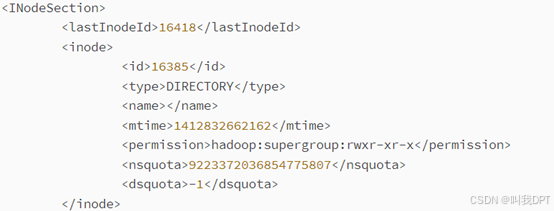 <INodeSection>
<lastInodeId>16418</lastInodeId>
<inode>
<id>16385</id>
<type>DIRECTORY</type>
<name></name>
<mtime>1412832662162</mtime>
<permission>hadoop:supergroup:rwxr-xr-x</permission>
<nsquota>9223372036854775807</nsquota>
<dsquota>-1</dsquota>
</inode>
CSDN @叫我DPT